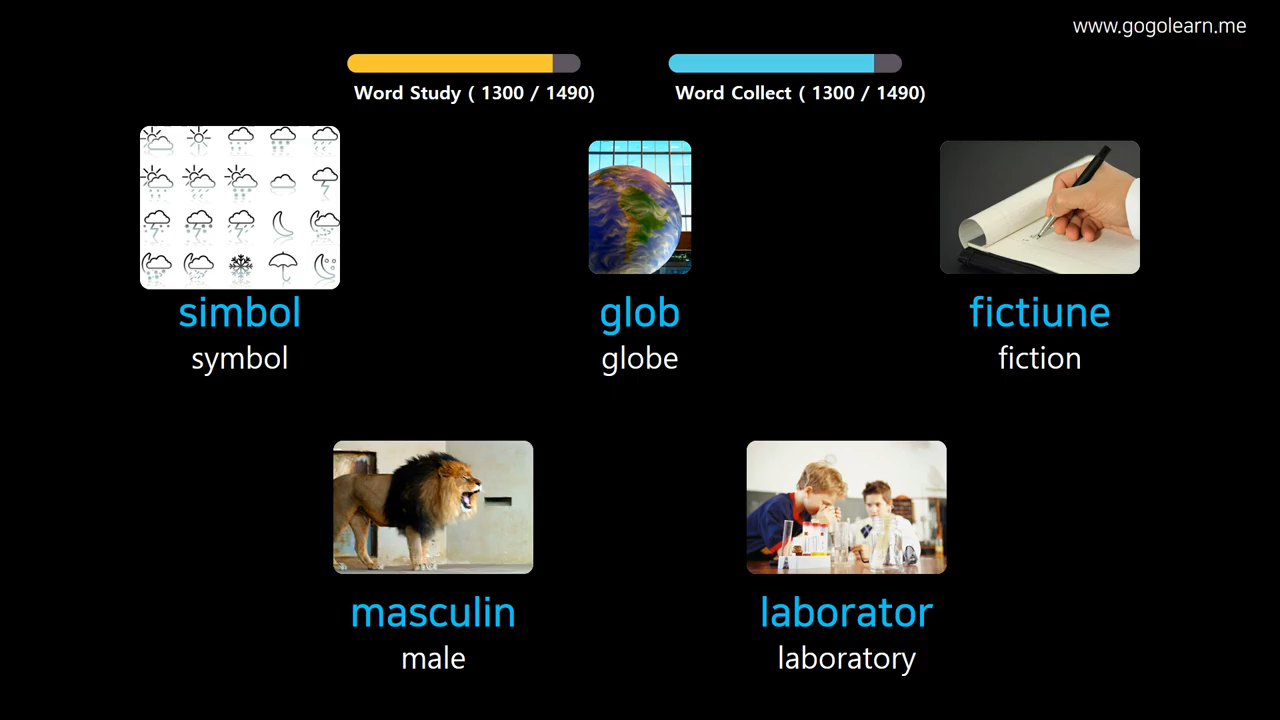 www.gogolearn.me
Word Study ( 1300 / 1490)
Word Collect ( 1300 / 1490)
simbol
symbol
glob
globe
fictiune
fiction
masculin
male
laborator
laboratory